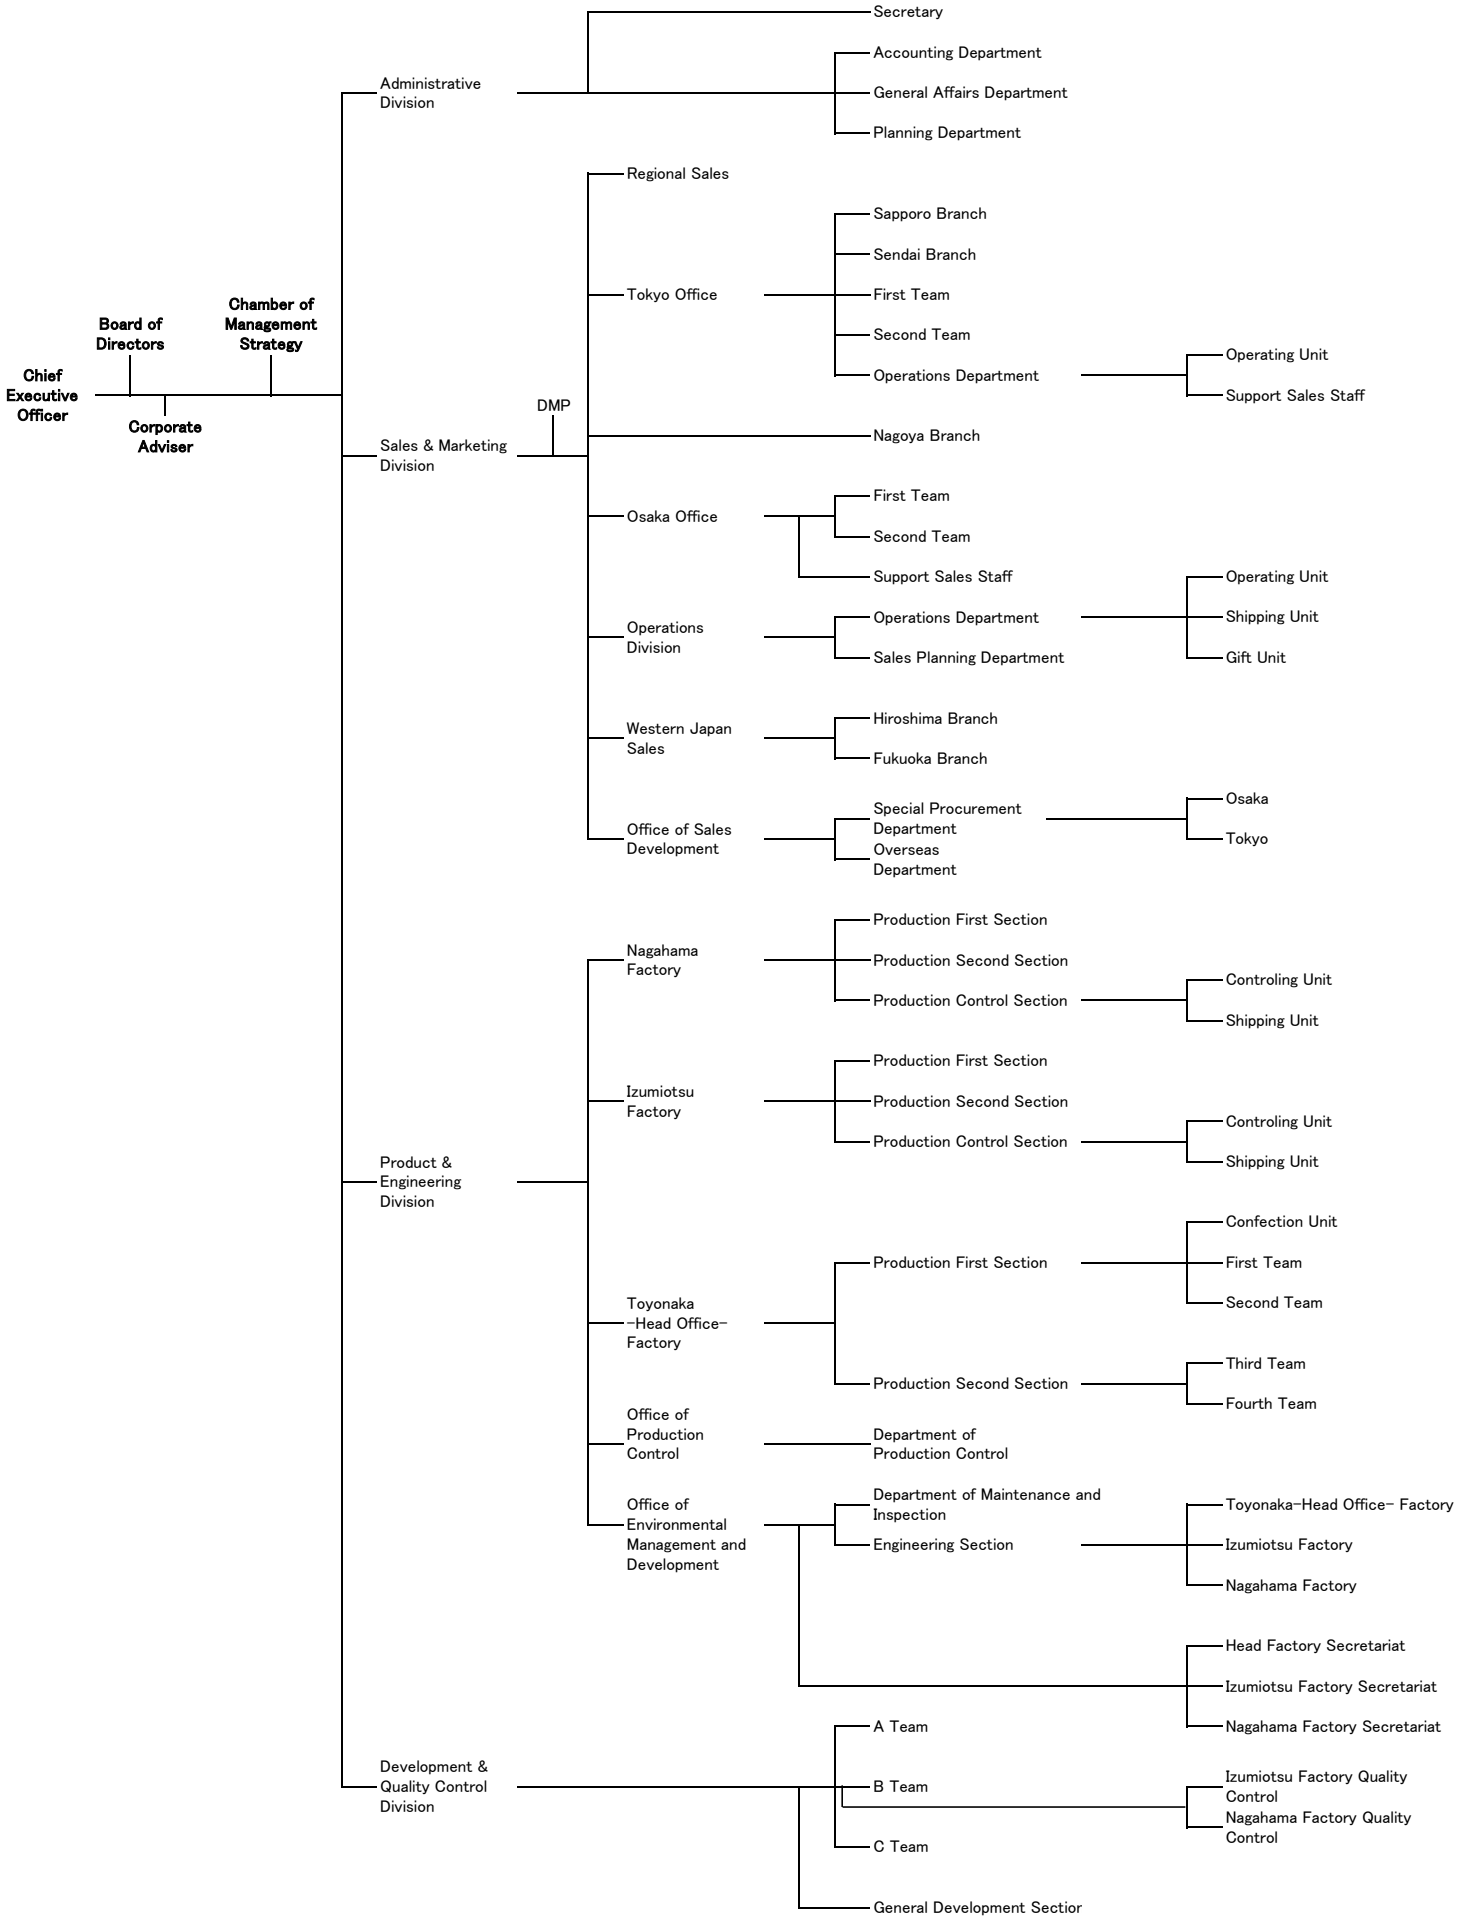 Secretary
Accounting Department
Administrative
Division
General Affairs Department
Planning Department
Regional Sales
Sapporo Branch
Sendai Branch
Tokyo Office
First Team
Second Team
Operations Department
Operating Unit
Support Sales Staff
Chamber of
Management
Strategy
Board of
Directors
Chief
Executive
Officer
Corporate
Adviser
DMP
Sales & Marketing
Division
Nagoya Branch
Osaka Office
First Team
Second Team
Support Sales Staff
Operations
Division
Operations Department
Sales Planning Department
Operating Unit
Shipping Unit
Gift Unit
Western Japan
Sales
Hiroshima Branch
Fukuoka Branch
Office of Sales
Development
Special Procurement
Department
Overseas
Department
Osaka
Tokyo
Nagahama
Factory
Production First Section
Production Second Section
Production Control Section
Controling Unit
Shipping Unit
Izumiotsu
Factory
Production First Section
Production Second Section
Production Control Section
Controling Unit
Shipping Unit
Product &
Engineering
Division
Toyonaka
-Head Office-
Factory
Production First Section
Confection Unit
First Team
Second Team
Production Second Section
Third Team
Fourth Team
Office of
Production
Control
Department of
Production Control
Office of
Environmental
Management and
Development
Department of Maintenance and
Inspection
Engineering Section
Toyonaka-Head Office- Factory
Izumiotsu Factory
Nagahama Factory
Head Factory Secretariat
Izumiotsu Factory Secretariat
Nagahama Factory Secretariat
Development &
Quality Control
Division
A Team
B Team
C Team
Izumiotsu Factory Quality
Control
Nagahama Factory Quality
Control
General Development Sectior